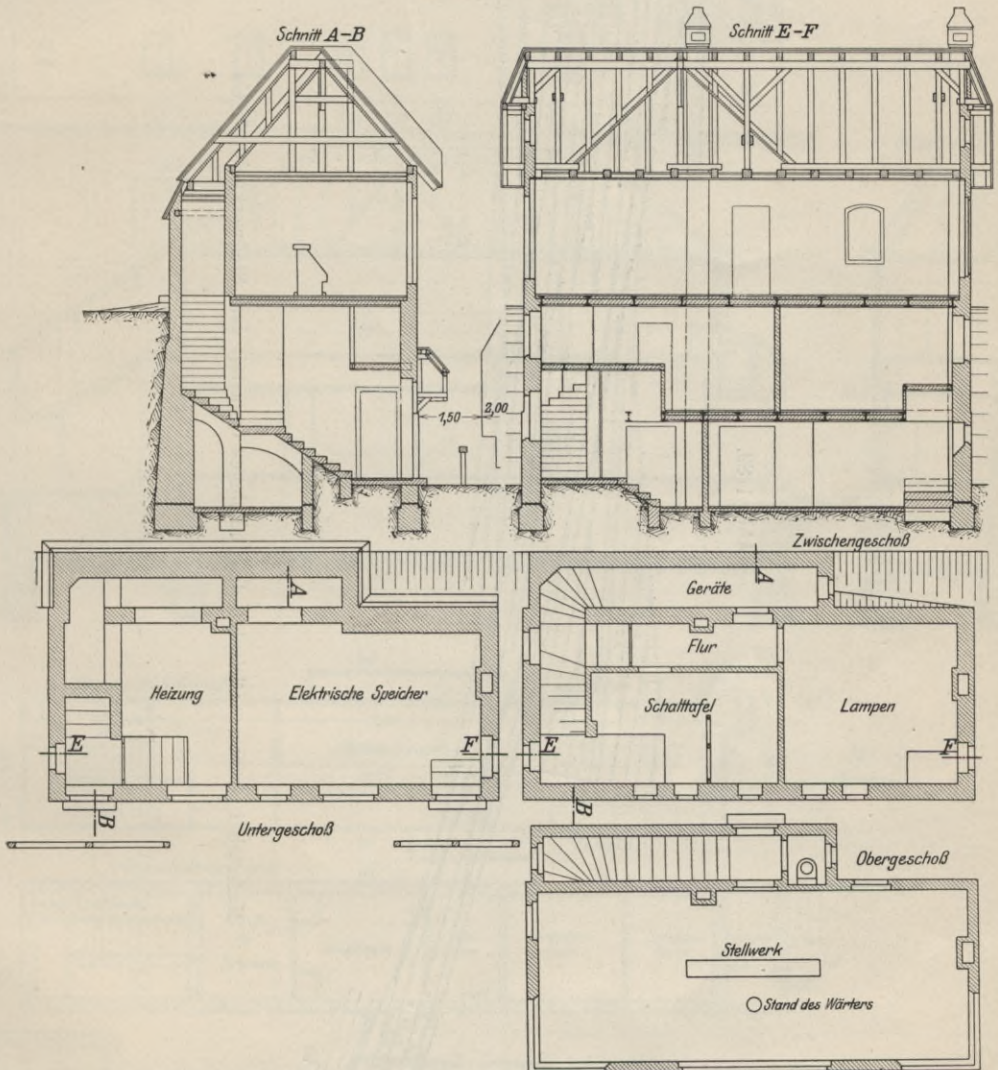 Schnitt A-B
Schnitt E-F
1,50
2,00
Zwischengeschoß
A
A
Geräte
Flur
Heizung
Elektrische Speicher
Schalttafel
Lampen
E
F
E
F
B
B
Untergeschoß
Obergeschoß
Stellwerk
Stand des Wärters